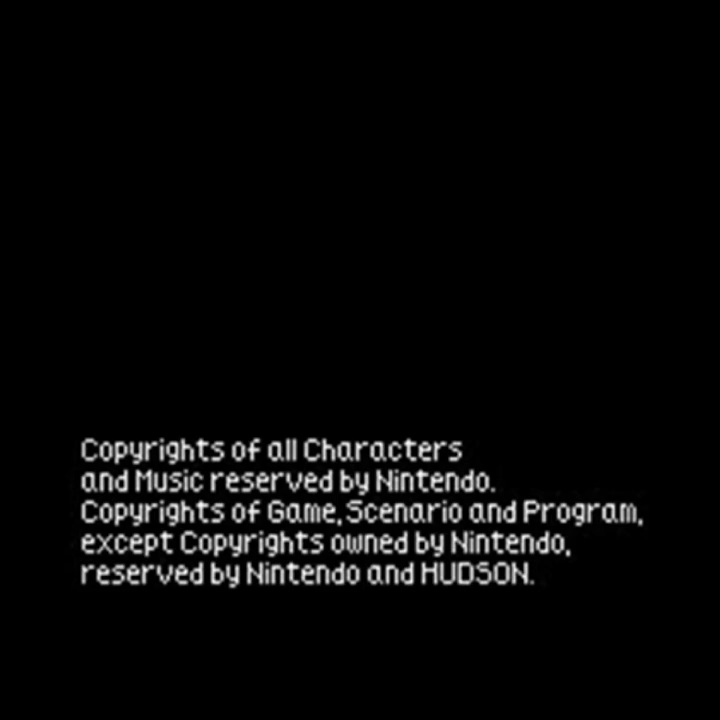 Copyrights of all Characters
and Music reserved by Nintendo.
Copyrights of Game,Scenario and Program,
except Copyrights owned by Nintendo,
reserved by Nintendo and HUDSON.